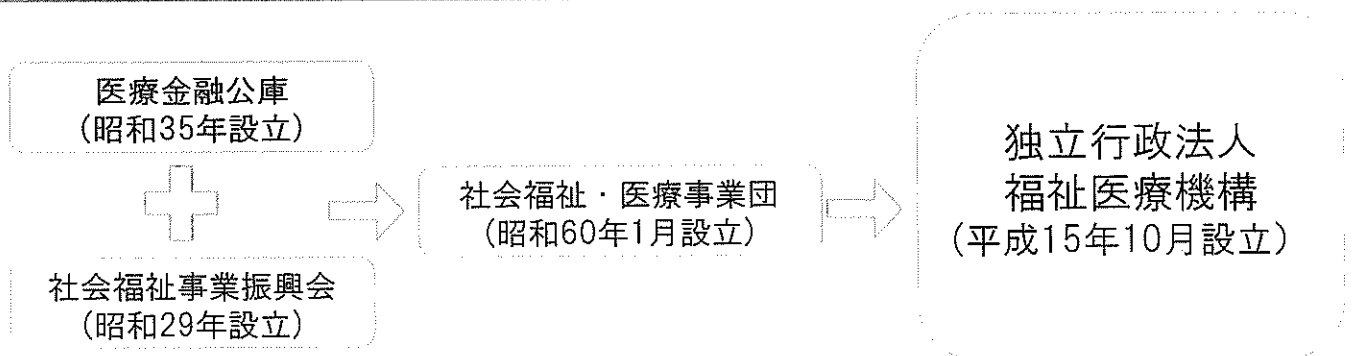 医療金融公庫
(昭和35年設立)
社会福祉事業振興会
(昭和29年設立)
社会福祉・医療事業団
(昭和60年1月設立)
独立行政法人
福祉医療機構
(平成15年10月設立)